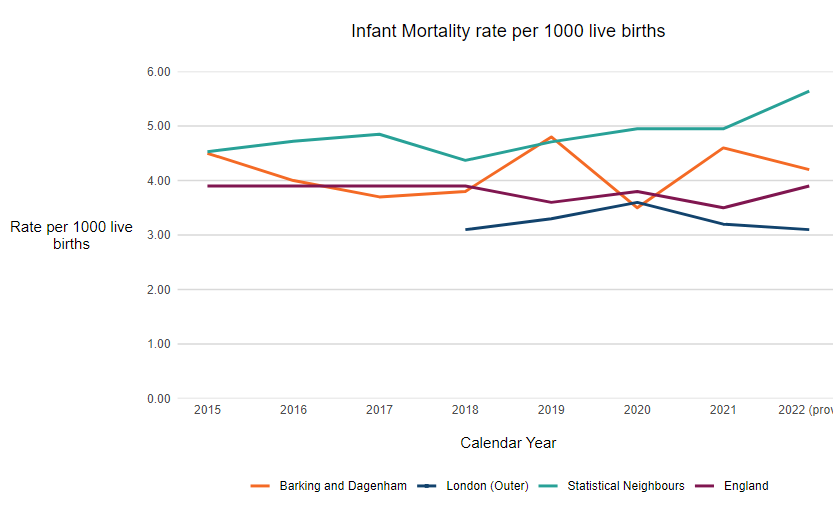 Infant Mortality rate per 1000 live births
6.00
5.00
4.00
3.00
2.00
1.00
0.00
Rate per 1000 live
births
2015 2016 2017 2018 2019 2020 2021 2022 (prov
Calendar Year
Barking and Dagenham London (Outer) Statistical Neighbours England